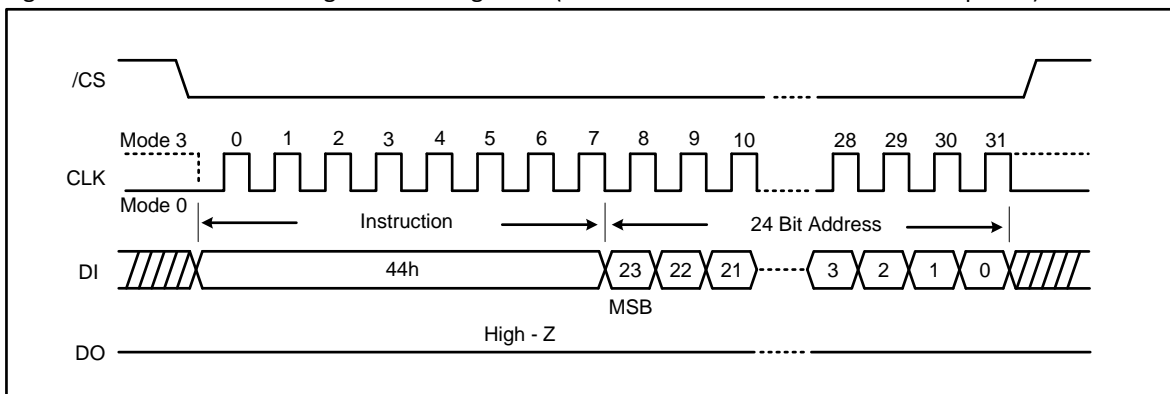 /CS
Mode 3 0 1 2 3 4 5 6 7 8 9 10 28 29 30 31
CLK
Mode 0
Instruction 24 Bit Address
DI 44h 23 22 21 3 2 1 0
MSB
High - Z
DO